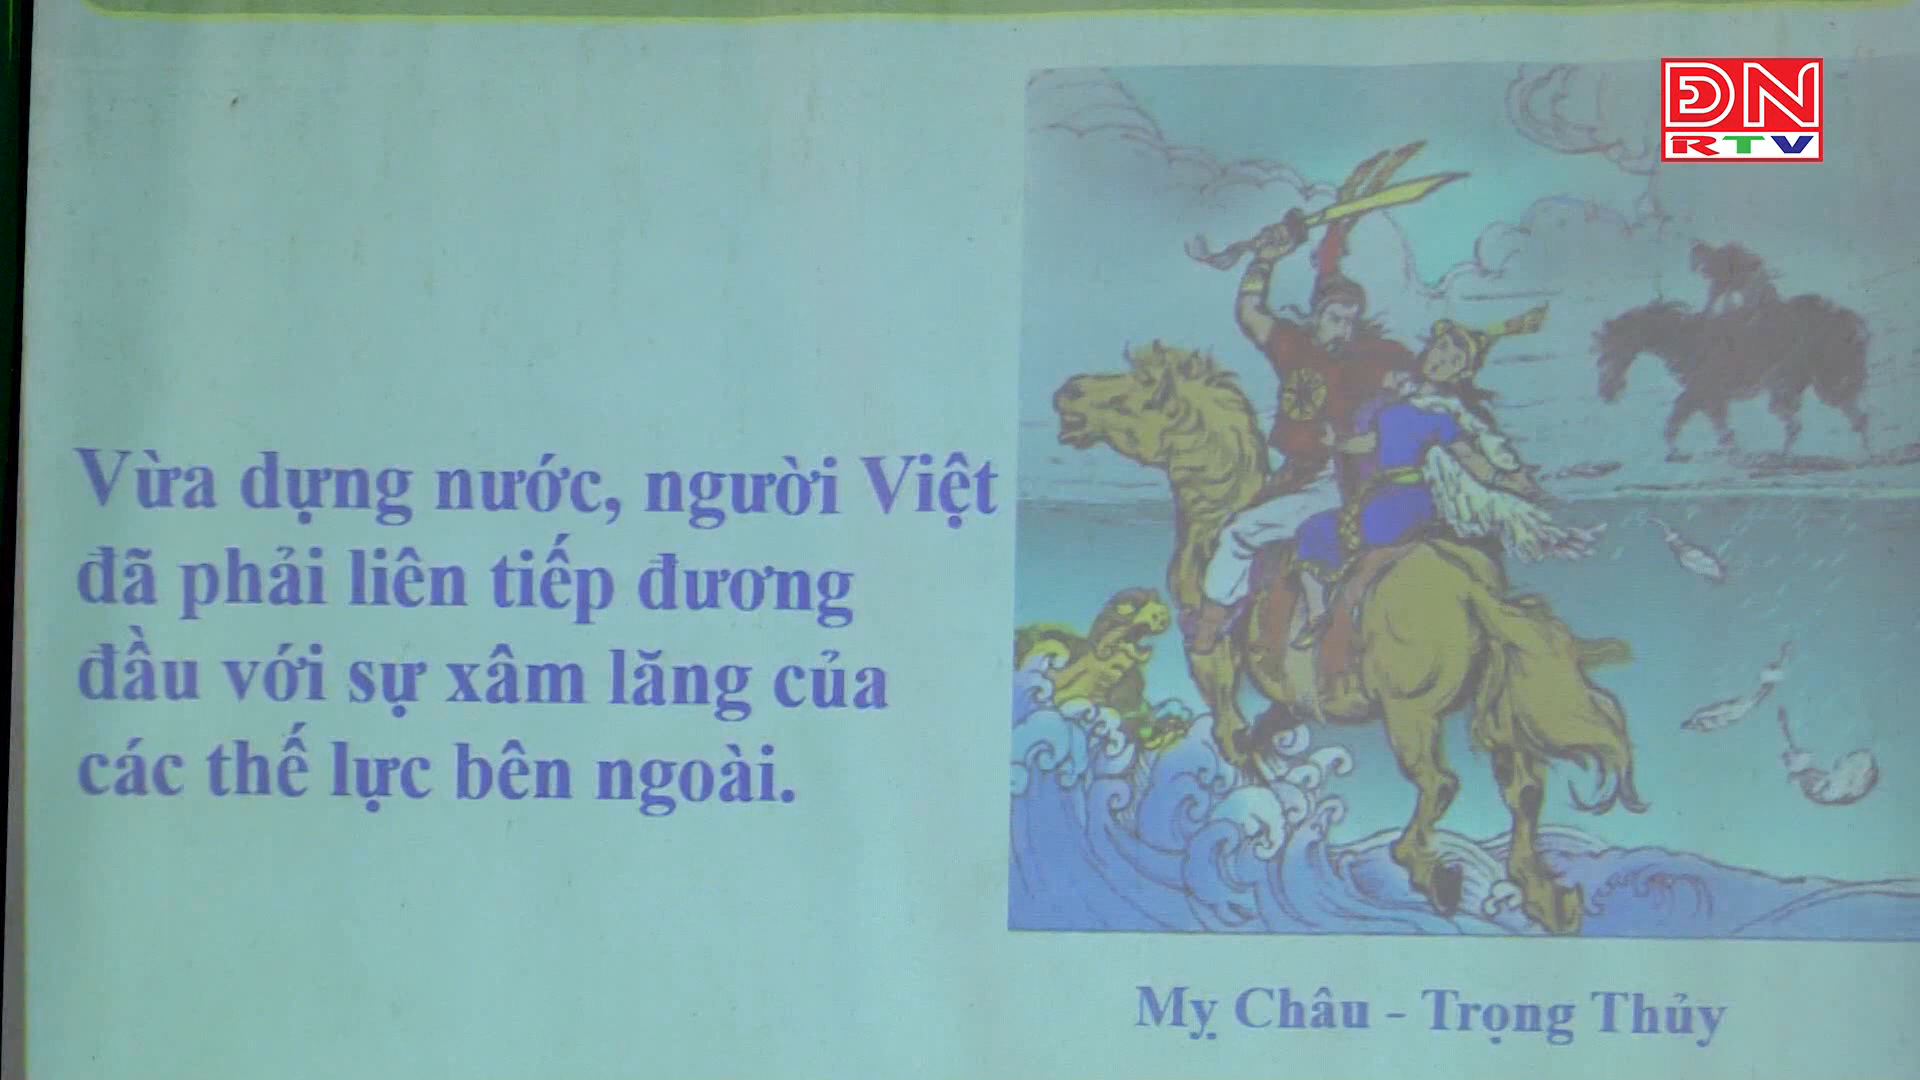 ĐN
RTV
Vừa dựng nước, người Việt
đã phải liên tiếp đương
đầu với sự xâm lăng của
các thế lực bên ngoài.
Mỵ Châu - Trọng Thủy